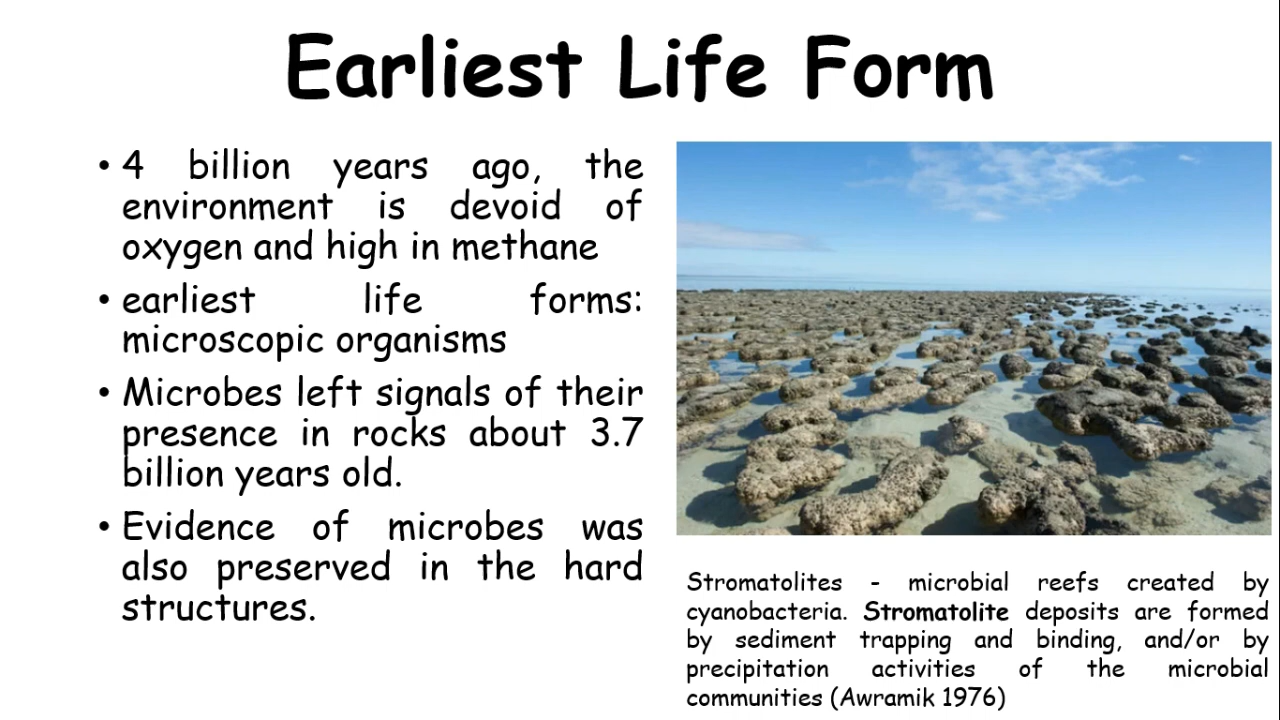 Earliest Life Form
• 4 billion years ago, the
environment is devoid of
oxygen and high in methane
• earliest life forms:
microscopic organisms
• Microbes left signals of their
presence in rocks about 3.7
billion years old.
• Evidence of microbes was
also preserved in the hard
structures.
Stromatolites - microbial reefs created by
cyanobacteria. Stromatolite deposits are formed
by sediment trapping and binding, and/or by
precipitation activities of the microbial
communities (Awramik 1976)